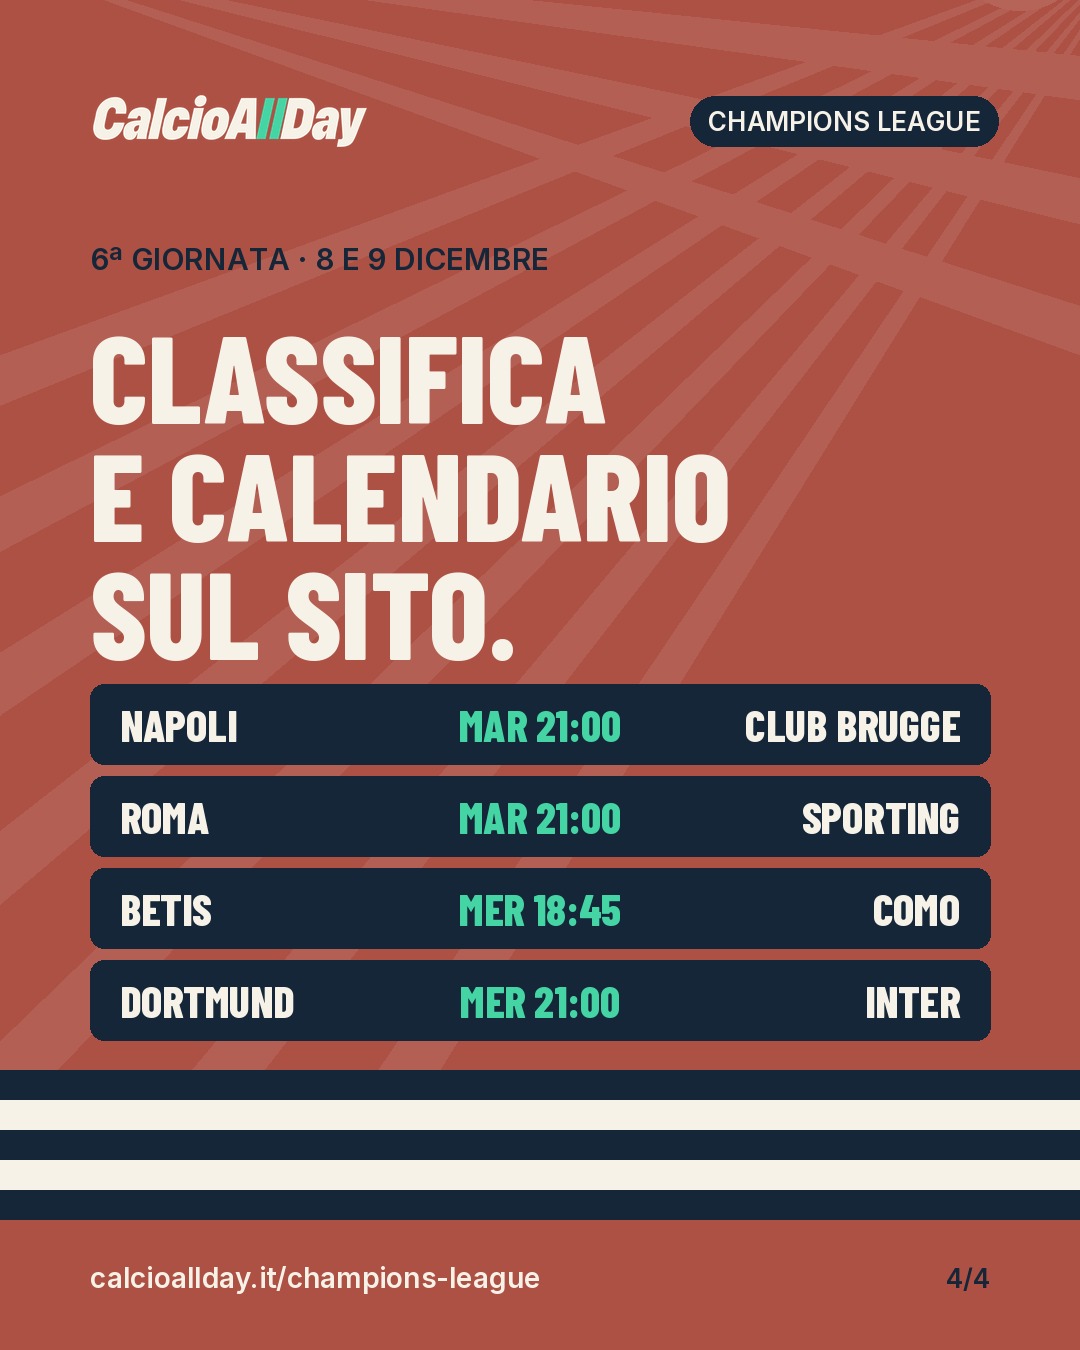 CalcioAllDay
CHAMPIONS LEAGUE
6ª GIORNATA · 8 E 9 DICEMBRE
CLASSIFICA
E CALENDARIO
SUL SITO.
NAPOLI MAR 21:00 CLUB BRUGGE
ROMA MAR 21:00 SPORTING
BETIS MER 18:45 COMO
DORTMUND MER 21:00 INTER
calcioallday.it/champions-league
4/4